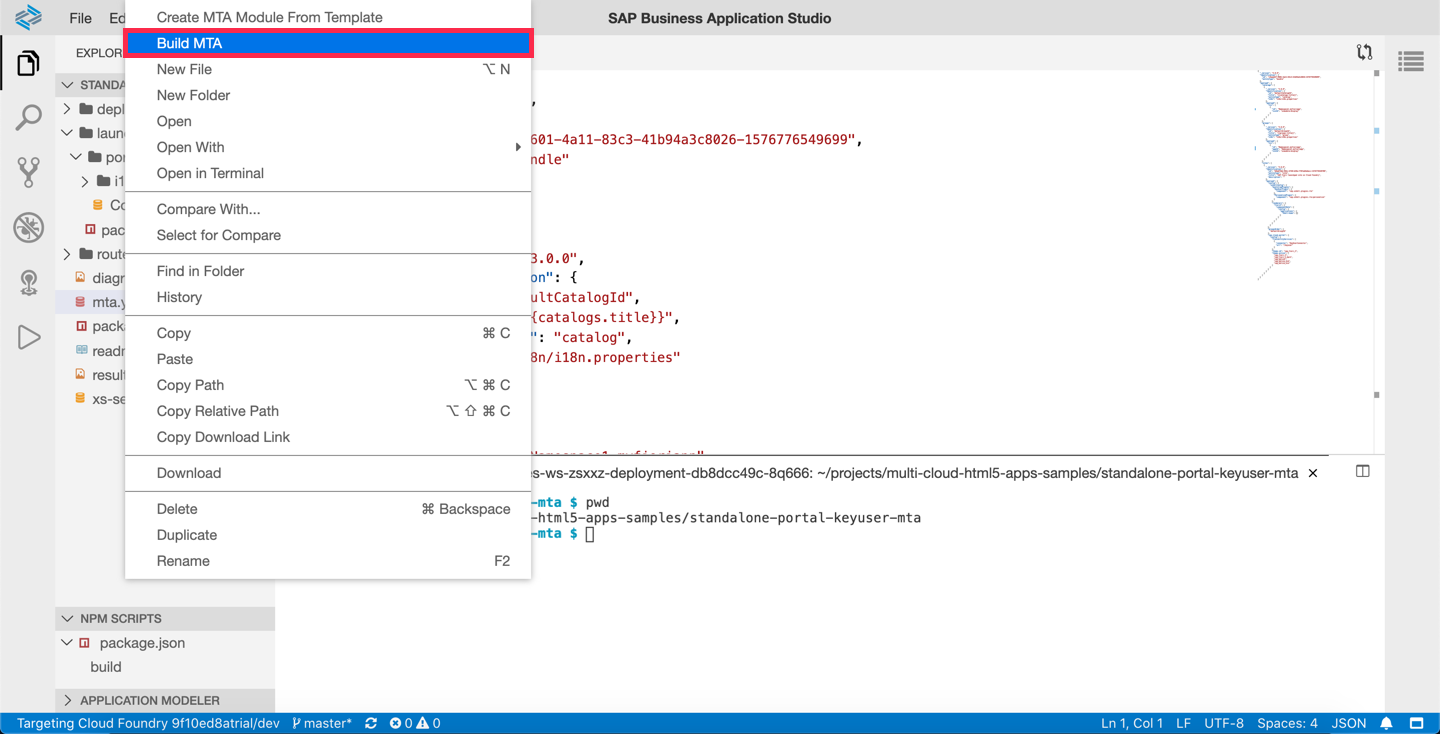 File Ed
SAP Business Application Studio
EXPLOR
STANDA
depl
laun
por
i1
Co
pac
route
diagr
mta.y
packa
readn
result
xs-se
Create MTA Module From Template
Build MTA
New File ⌥ N
New Folder
Open
Open With
Open in Terminal
Compare With...
Select for Compare
Find in Folder
History
Copy ⌘ C
Paste
Copy Path ⌥ ⌘ C
Copy Relative Path ⌥ ⇧ ⌘ C
Copy Download Link
Download
Delete ⌘ Backspace
Duplicate
Rename F2
,
601-4a11-83c3-41b94a3c8026-1576776549699",
ndle"
3.0.0",
on": {
ultCatalogId",
{catalogs.title}}",
": "catalog",
8n/i18n.properties"
s-ws-zsxxz-deployment-db8dcc49c-8q666: ~/projects/multi-cloud-html5-apps-samples/standalone-portal-keyuser-mta ×
-mta $ pwd
-html5-apps-samples/standalone-portal-keyuser-mta
-mta $
NPM SCRIPTS
package.json
build
APPLICATION MODELER
Targeting Cloud Foundry 9f10ed8atrial/dev master* 0 0 Ln 1, Col 1 LF UTF-8 Spaces: 4 JSON